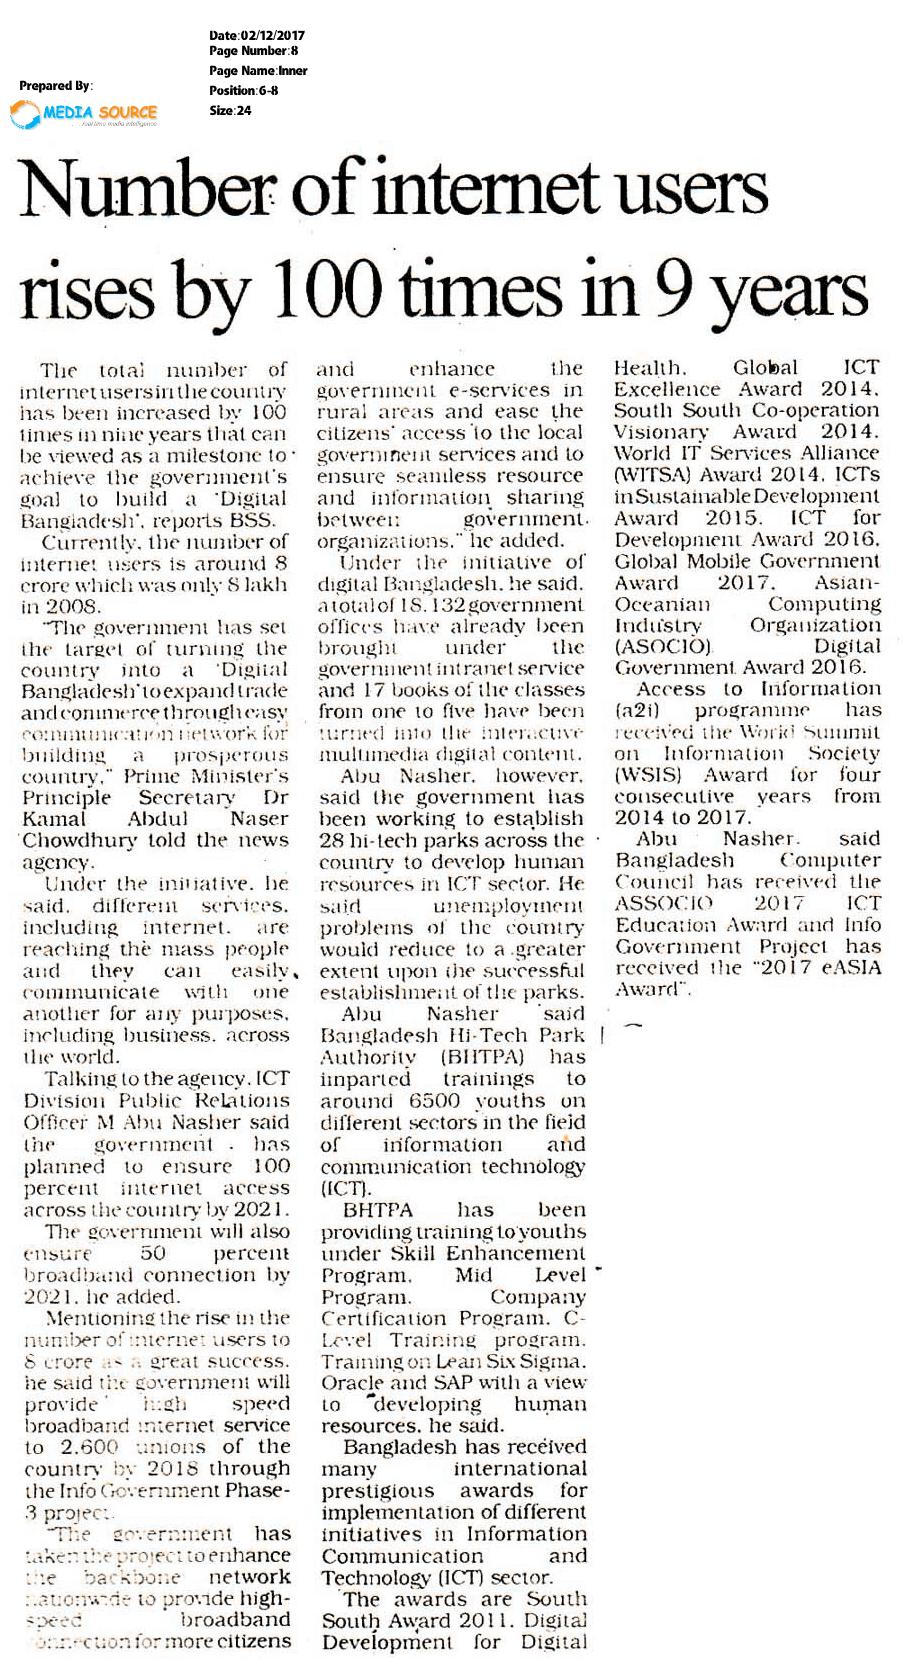 Date:02/12/2017
Page Number:8
Page Name:Inner
Prepared By:
Position:6-8
MEDIA SOURCE
real time media intelligence
Size:24
Number of internet users
rises by 100 times in 9 years
The total number of
internet users in the country
has been increased by 100
times in nine years that can
be viewed as a milestone to
achieve the government's
goal to build a 'Digital
Bangladesh', reports BSS.
Currently, the number of
internet users is around 8
crore which was only 8 lakh
in 2008.
"The government has set
the target of turning the
country into a 'Digital
Bangladesh' to expand trade
and commerce through easy
communication network for
building a prosperous
country," Prime Minister's
Principle Secretary Dr
Kamal Abdul Naser
Chowdhury told the news
agency.
Under the initiative, he
said, different services,
including internet, are
reaching the mass people
and they can easily
communicate with one
another for any purposes,
including business, across
the world.
Talking to the agency, ICT
Division Public Relations
Officer M Abu Nasher said
the government has
planned to ensure 100
percent internet access
across the country by 2021.
The government will also
ensure 50 percent
broadband connection by
2021, he added.
Mentioning the rise in the
number of internet users to
8 crore as a great success,
he said the government will
provide high speed
broadband internet service
to 2,600 unions of the
country by 2018 through
the Info Government Phase-
3 project.
"The government has
taken the project to enhance
the backbone network
nationwide to provide high-
speed broadband
connection for more citizens
and enhance the
government e-services in
rural areas and ease the
citizens' access to the local
government services and to
ensure seamless resource
and information sharing
between government
organizations," he added.
Under the initiative of
digital Bangladesh, he said,
a total of 18,132 government
offices have already been
brought under the
government intranet service
and 17 books of the classes
from one to five have been
turned into the interactive
multimedia digital content.
Abu Nasher, however,
said the government has
been working to establish
28 hi-tech parks across the
country to develop human
resources in ICT sector. He
said unemployment
problems of the country
would reduce to a greater
extent upon the successful
establishment of the parks.
Abu Nasher said
Bangladesh Hi-Tech Park
Authority (BHTPA) has
imparted trainings to
around 6500 youths on
different sectors in the field
of information and
communication technology
(ICT).
BHTPA has been
providing training to youths
under Skill Enhancement
Program, Mid Level
Program, Company
Certification Program, C-
Level Training program,
Training on Lean Six Sigma,
Oracle and SAP with a view
to developing human
resources, he said.
Bangladesh has received
many international
prestigious awards for
implementation of different
initiatives in Information
Communication and
Technology (ICT) sector.
The awards are South
South Award 2011, Digital
Development for Digital
Health, Global ICT
Excellence Award 2014,
South South Co-operation
Visionary Award 2014,
World IT Services Alliance
(WITSA) Award 2014, ICTs
in Sustainable Development
Award 2015, ICT for
Development Award 2016,
Global Mobile Government
Award 2017, Asian-
Oceanian Computing
Industry Organization
(ASOCIO) Digital
Government Award 2016.
Access to Information
(a2i) programme has
received the World Summit
on Information Society
(WSIS) Award for four
consecutive years from
2014 to 2017.
Abu Nasher, said
Bangladesh Computer
Council has received the
ASSOCIO 2017 ICT
Education Award and Info
Government Project has
received the "2017 eASIA
Award".